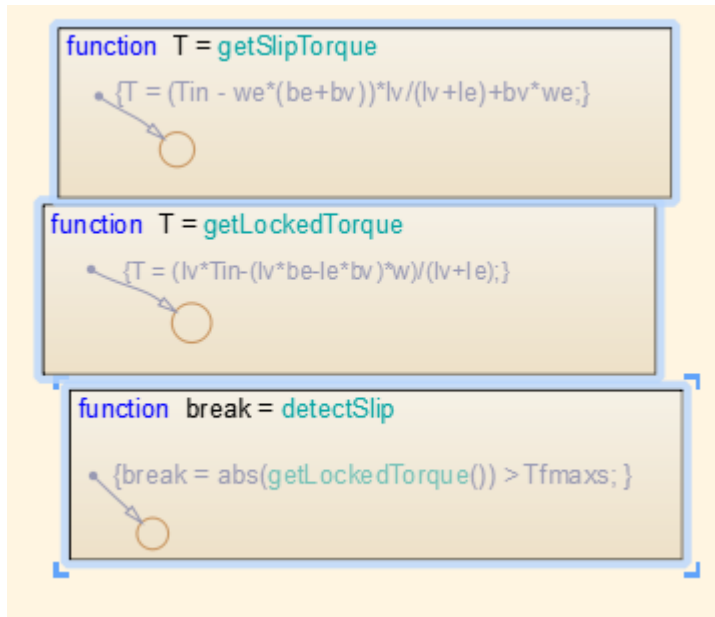 function T = getSlipTorque
{T = (Tin - we*(be+bv))*Iv/(Iv+Ie)+bv*we;}
function T = getLockedTorque
{T = (Iv*Tin-(Iv*be-Ie*bv)*w)/(Iv+Ie);}
function break = detectSlip
{break = abs(getLockedTorque()) > Tfmaxs; }